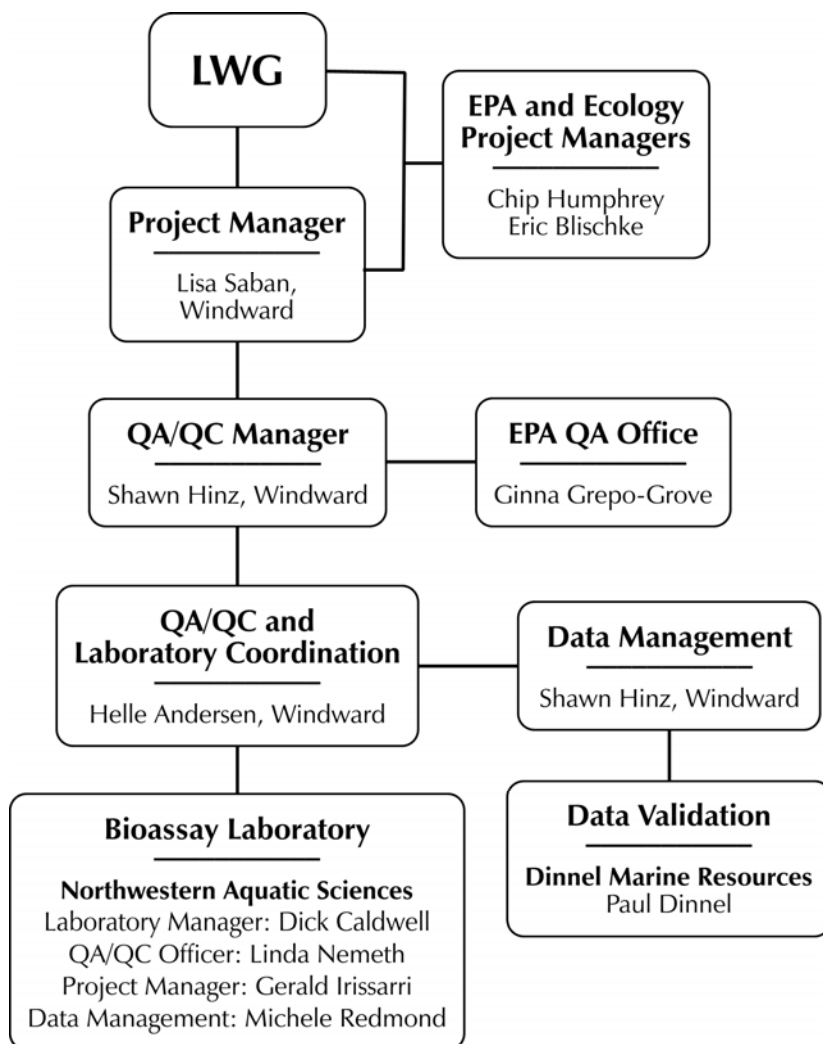 LWG
EPA and Ecology
Project Managers
Chip Humphrey
Eric Blischke
Project Manager
Lisa Saban,
Windward
QA/QC Manager
Shawn Hinz, Windward
EPA QA Office
Ginna Grepo-Grove
QA/QC and
Laboratory Coordination
Helle Andersen, Windward
Data Management
Shawn Hinz, Windward
Bioassay Laboratory
Northwestern Aquatic Sciences
Laboratory Manager: Dick Caldwell
QA/QC Officer: Linda Nemeth
Project Manager: Gerald Irissarri
Data Management: Michele Redmond
Data Validation
Dinnel Marine Resources
Paul Dinnel